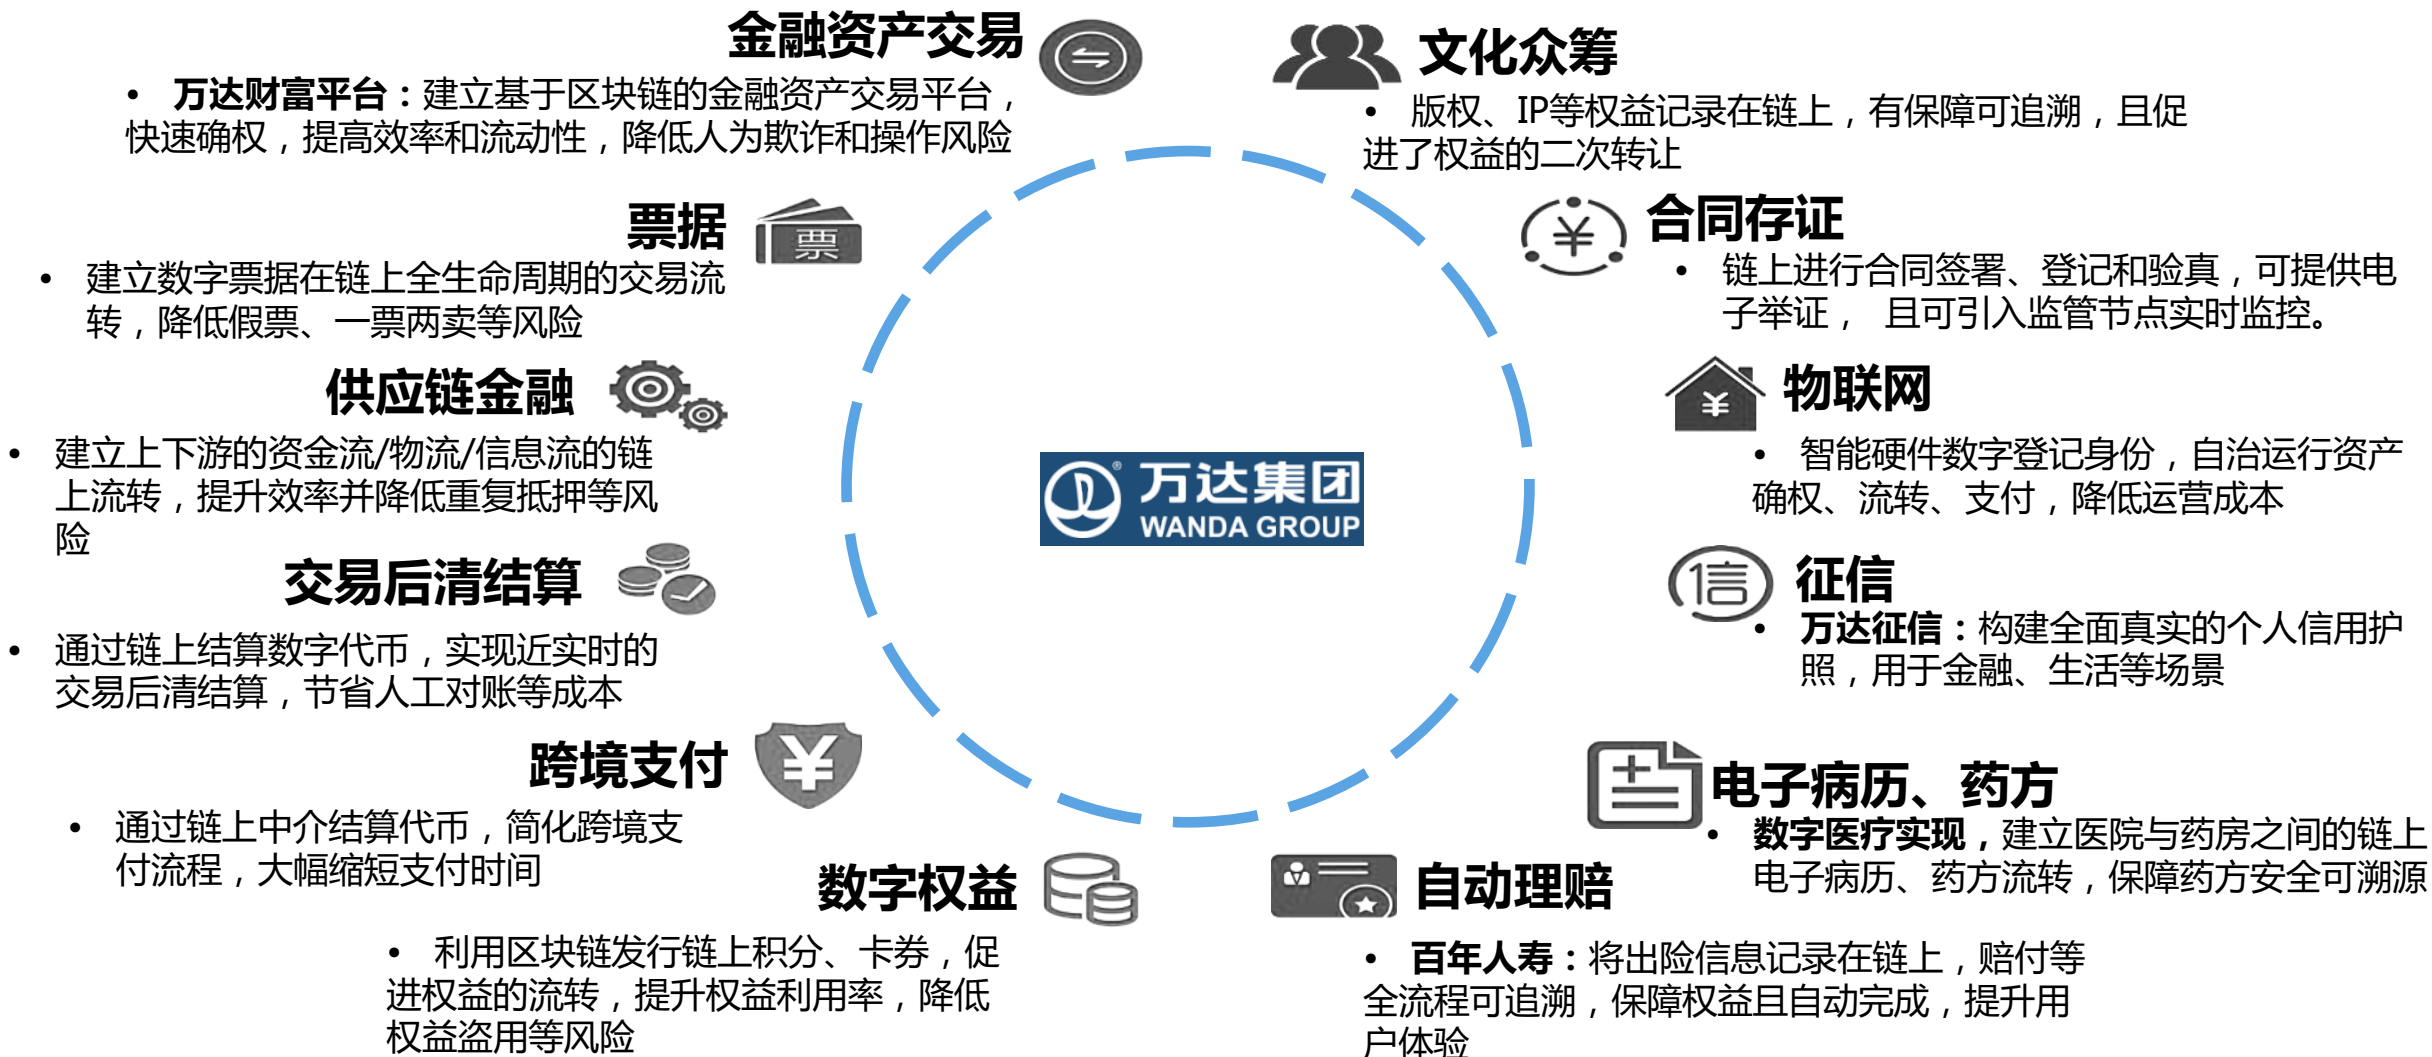 金融资产交易
• 万达财富平台：建立基于区块链的金融资产交易平台，
快速确权，提高效率和流动性，降低人为欺诈和操作风险
票据
票
• 建立数字票据在链上全生命周期的交易流
转，降低假票、一票两卖等风险
供应链金融
• 建立上下游的资金流/物流/信息流的链
上流转，提升效率并降低重复抵押等风
险
交易后清结算
• 通过链上结算数字代币，实现近实时的
交易后清结算，节省人工对账等成本
跨境支付
¥
• 通过链上中介结算代币，简化跨境支
付流程，大幅缩短支付时间
数字权益
• 利用区块链发行链上积分、卡券，促
进权益的流转，提升权益利用率，降低
权益盗用等风险
万达集团
®
WANDA GROUP
文化众筹
• 版权、IP等权益记录在链上，有保障可追溯，且促
进了权益的二次转让
合同存证
¥
• 链上进行合同签署、登记和验真，可提供电
子举证， 且可引入监管节点实时监控。
物联网
¥
• 智能硬件数字登记身份，自治运行资产
确权、流转、支付，降低运营成本
征信
信
• 万达征信：构建全面真实的个人信用护
照，用于金融、生活等场景
电子病历、药方
• 数字医疗实现，建立医院与药房之间的链上
电子病历、药方流转，保障药方安全可溯源
自动理赔
• 百年人寿：将出险信息记录在链上，赔付等
全流程可追溯，保障权益且自动完成，提升用
户体验